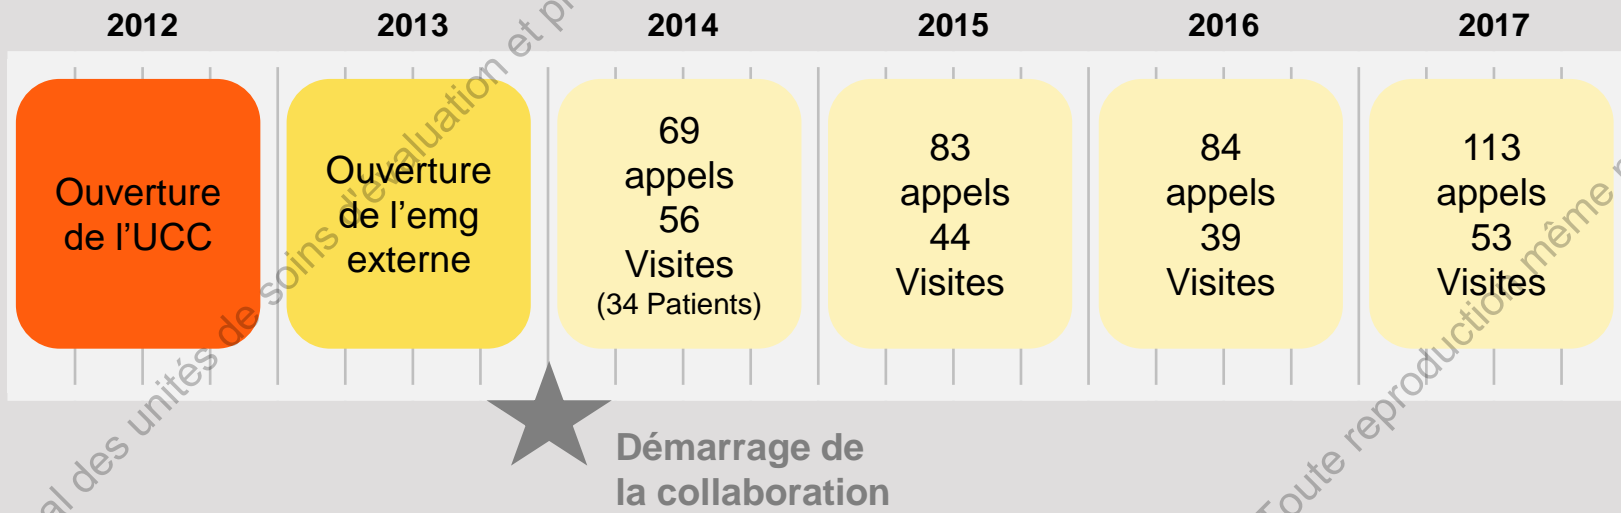 2012
2013
2014
2015
2016
2017
Ouverture
de l'UCC
Ouverture
de l'emg
externe
69
appels
56
Visites
(34 Patients)
83
appels
44
Visites
84
appels
39
Visites
113
appels
53
Visites
Démarrage de
la collaboration
des unités de soins d'évaluation et
Toute reproduction même